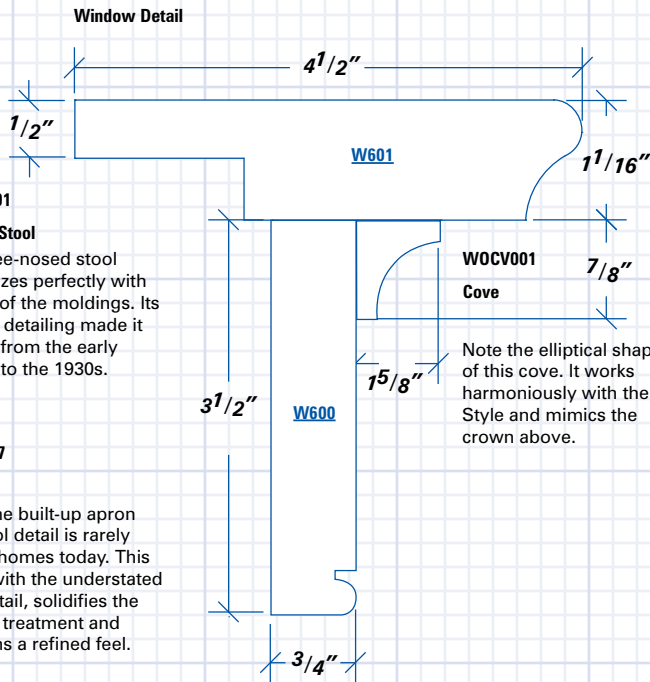 Window Detail
4 1/2"
1/2"
W601
1 1/16"
Stool
ee-nosed stool
zes perfectly with
of the moldings. Its
detailing made it
from the early
to the 1930s.
WOCV001
Cove
7/8"
Note the elliptical shap
of this cove. It works
harmoniously with the
Style and mimics the
crown above.
1 5/8"
3 1/2"
W600
7
ne built-up apron
ol detail is rarely
homes today. This
with the understated
tail, solidifies the
treatment and
ns a refined feel.
3/4"